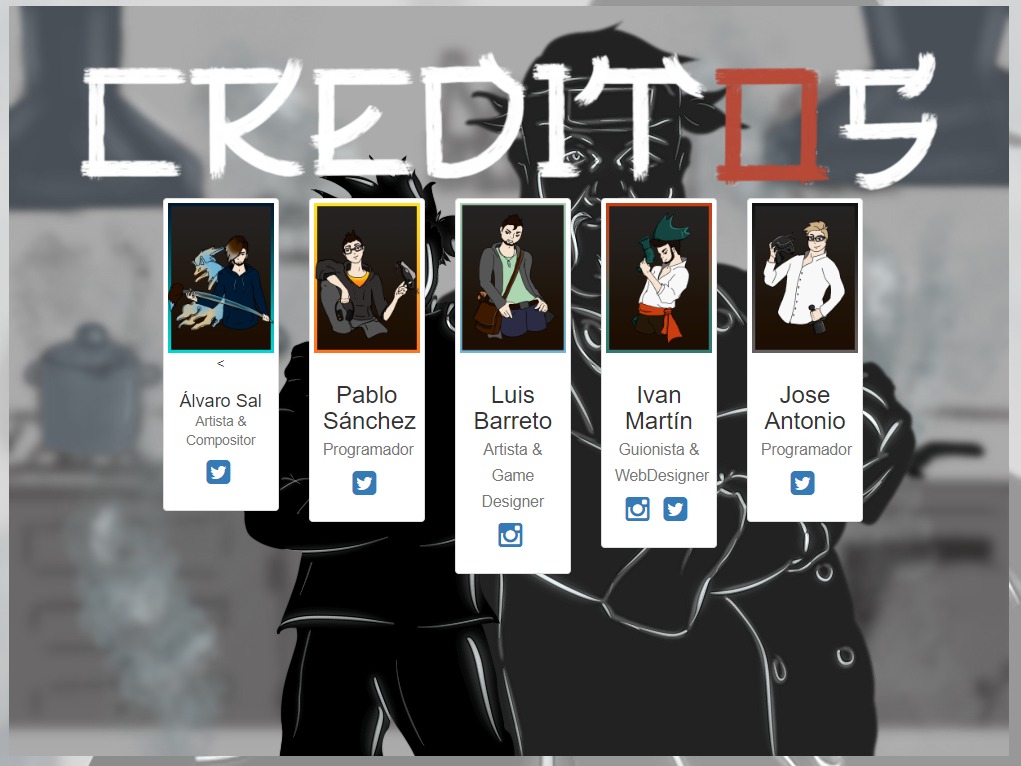 CREDITOS
<
Álvaro Sal
Artista &
Compositor
Pablo
Sánchez
Programador
Luis
Barreto
Artista &
Game
Designer
Ivan
Martín
Guionista &
WebDesigner
Jose
Antonio
Programador